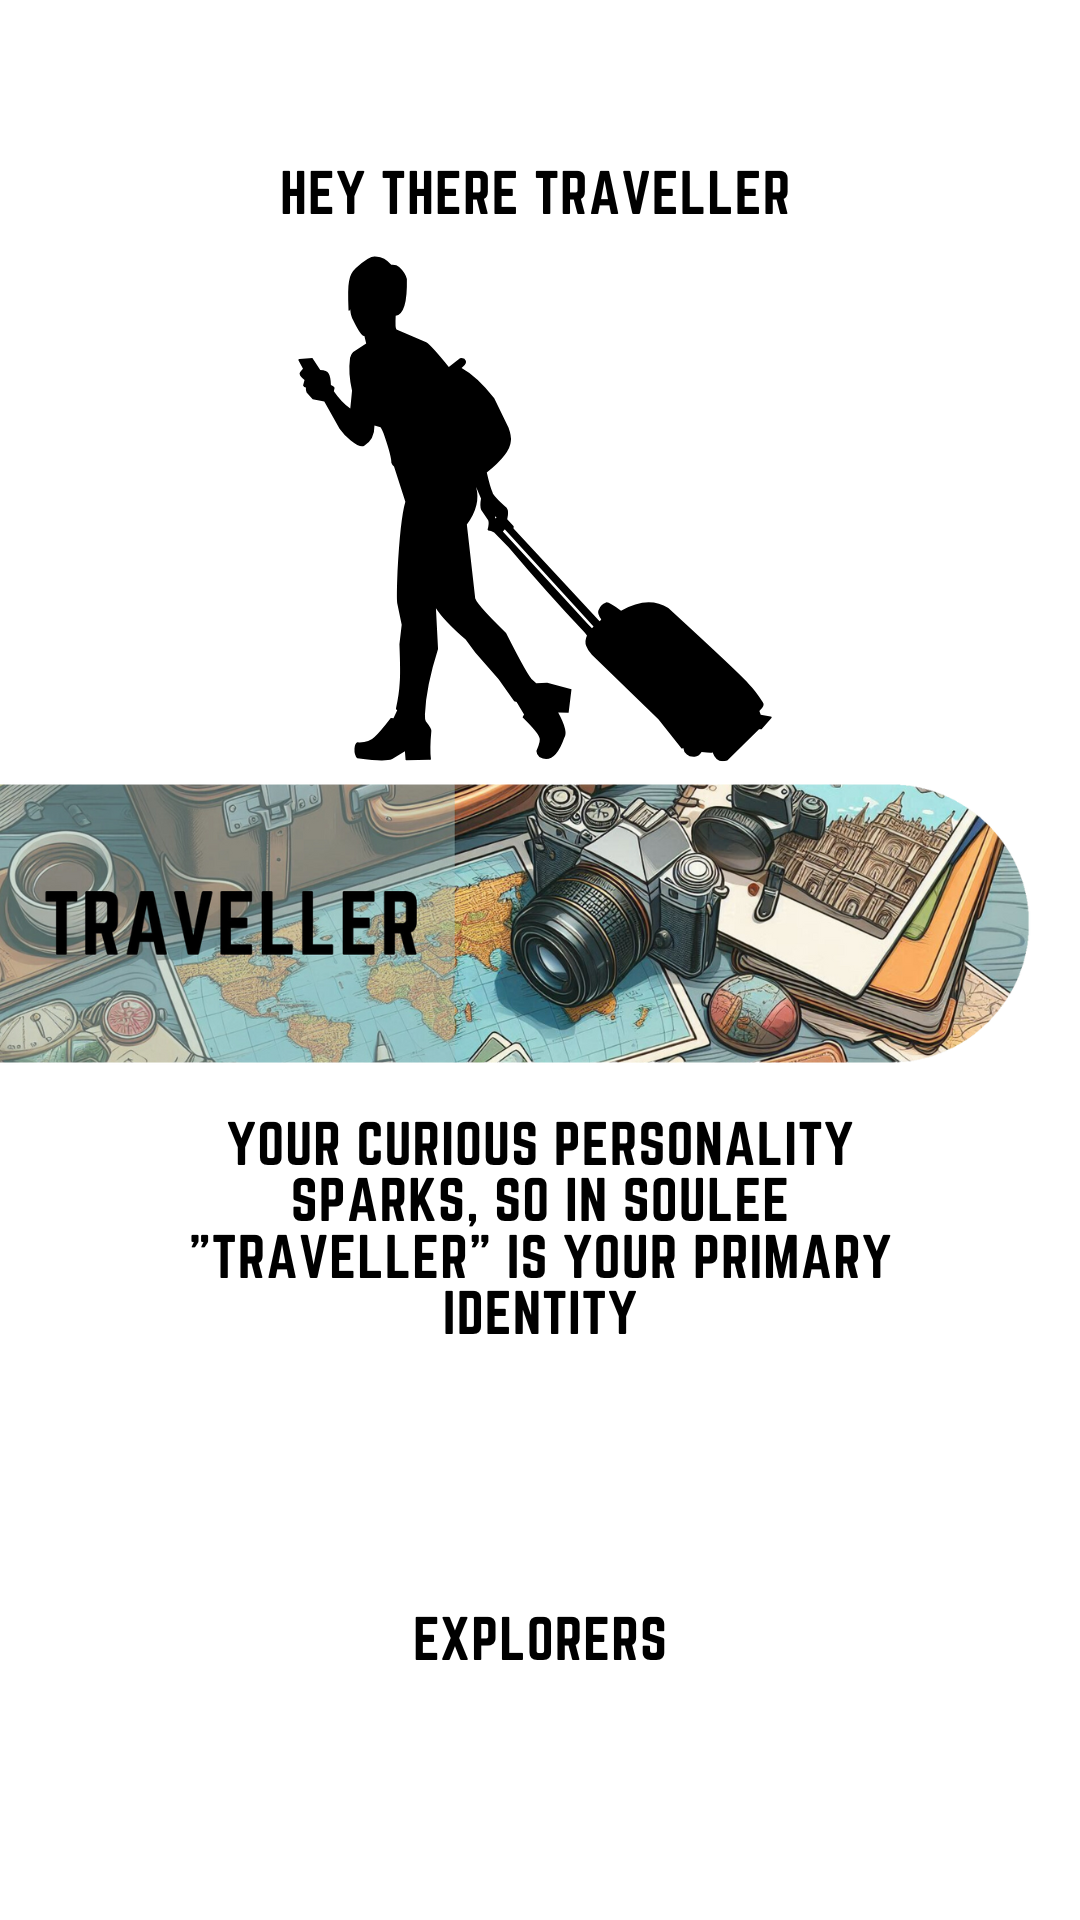 HEY THERE TRAVELLER
TRAVELLER
YOUR CURIOUS PERSONALITY
SPARKS, SO IN SOULEE
”TRAVELLER” IS YOUR PRIMARY
IDENTITY
EXPLORERS